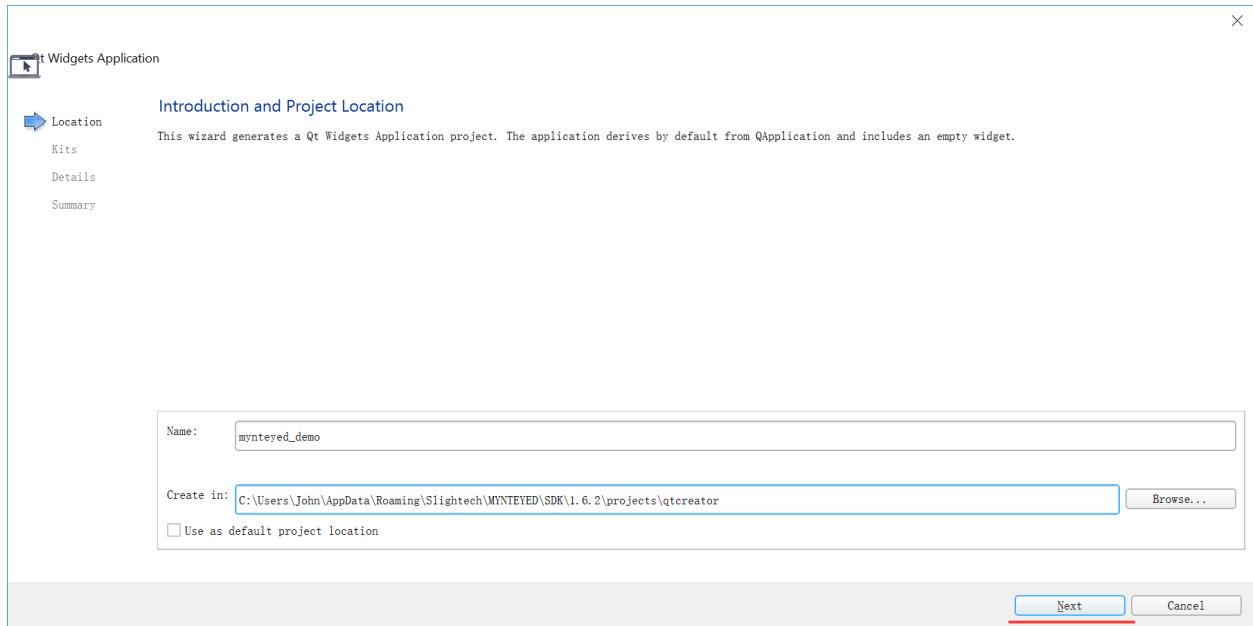 Qt Widgets Application
Location
Kits
Details
Summary
Introduction and Project Location
This wizard generates a Qt Widgets Application project. The application derives by default from QApplication and includes an empty widget.
Name:
mynteyed_demo
Create in:
C:\Users\John\AppData\Roaming\Slightech\MYNTEYED\SDK\1.6.2\projects\qtcreator
Browse...
Use as default project location
Next
Cancel